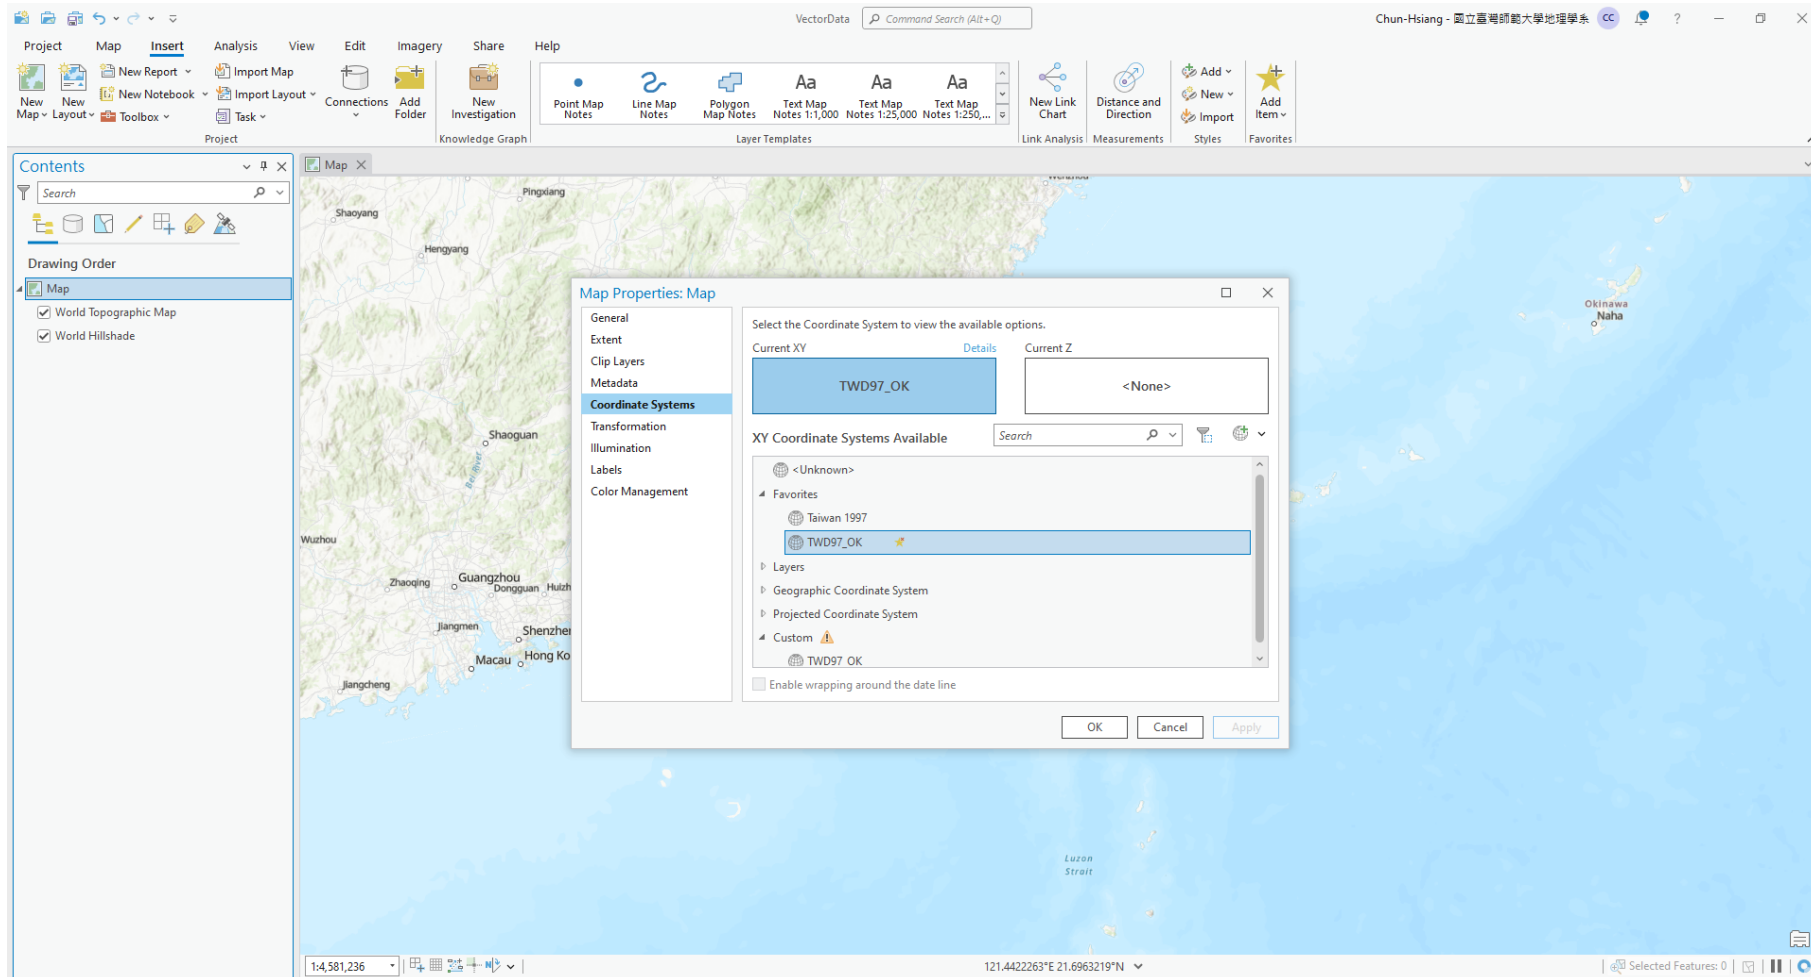 VectorData
Command Search (Alt+Q)
Chun-Hsiang - 國立臺灣師範大學地理學系
CC
?
Project Map Insert Analysis View Edit Imagery Share Help
New Map
New Layout
New Report
New Notebook
Toolbox
Import Map
Import Layout
Task
Connections
Add Folder
Project
New Investigation
Knowledge Graph
Point Map Notes
Line Map Notes
Polygon Map Notes
Aa
Text Map Notes 1:1,000
Aa
Text Map Notes 1:25,000
Aa
Text Map Notes 1:250,...
Layer Templates
New Link Chart
Link Analysis
Distance and Direction
Measurements
Add
New
Import
Styles
Add Item
Favorites
Contents
Search
Drawing Order
Map
World Topographic Map
World Hillshade
Map
Pingxiang
Shaoyang
Hengyang
Shaoguan
Bei River
Wuzhou
Zhaoqing
Guangzhou
Dongguan
Huizh
Jiangmen
Shenzhe
Macau
Hong Ko
Jiangcheng
Wenzhou
Okinawa
Naha
Luzon
Strait
Map Properties: Map
General
Extent
Clip Layers
Metadata
Coordinate Systems
Transformation
Illumination
Labels
Color Management
Select the Coordinate System to view the available options.
Current XY
Details
Current Z
TWD97_OK
<None>
XY Coordinate Systems Available
Search
<Unknown>
Favorites
Taiwan 1997
TWD97_OK
Layers
Geographic Coordinate System
Projected Coordinate System
Custom
TWD97_OK
Enable wrapping around the date line
OK
Cancel
Apply
1:4,581,236
121.4422263°E 21.6963219°N
Selected Features: 0